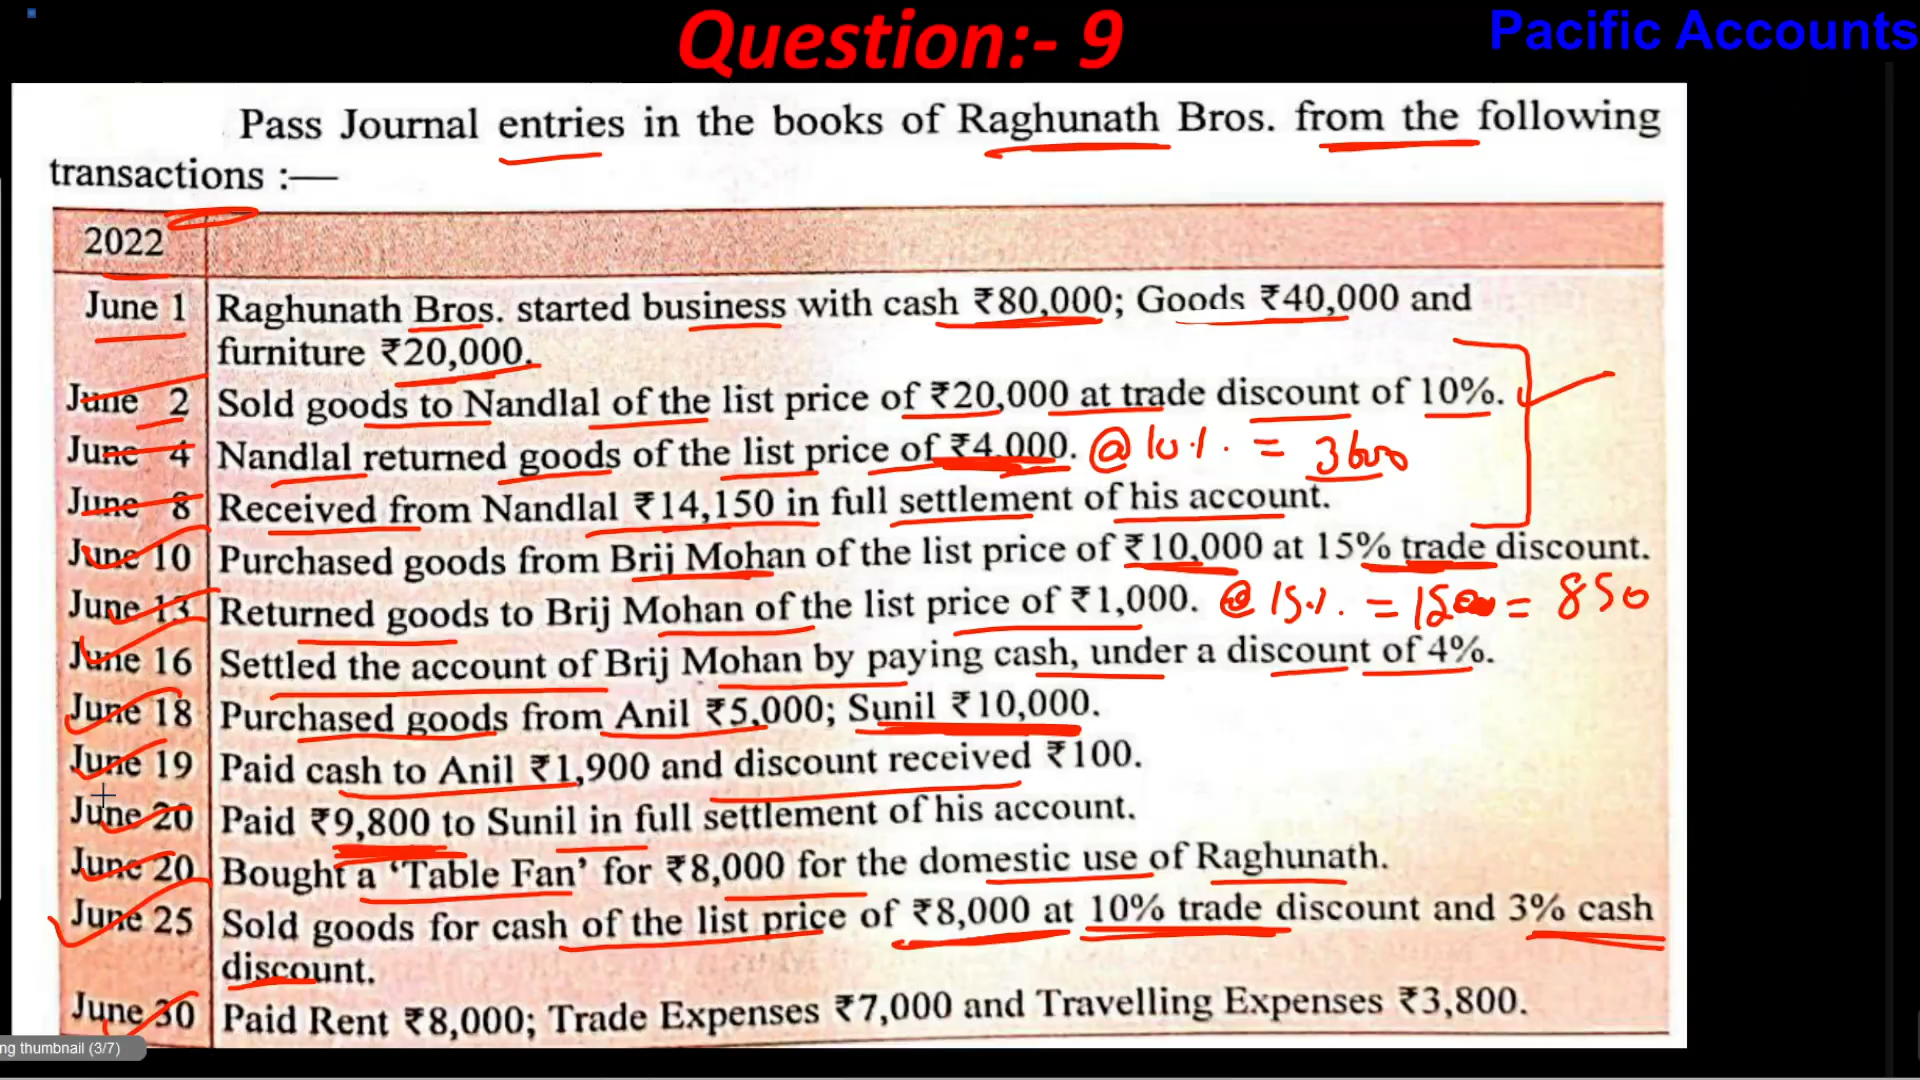 Question:- 9
Pacific Accounts
Pass Journal entries in the books of Raghunath Bros. from the following
transactions :—
2022
June 1 Raghunath Bros. started business with cash ₹80,000; Goods ₹40,000 and
furniture ₹20,000.
June 2 Sold goods to Nandlal of the list price of ₹20,000 at trade discount of 10%.
June 4 Nandlal returned goods of the list price of ₹4,000. @ 10%. = 3600
June 8 Received from Nandlal ₹14,150 in full settlement of his account.
June 10 Purchased goods from Brij Mohan of the list price of ₹10,000 at 15% trade discount.
June 13 Returned goods to Brij Mohan of the list price of ₹1,000. @ 15%. = = 850
June 16 Settled the account of Brij Mohan by paying cash, under a discount of 4%.
June 18 Purchased goods from Anil ₹5,000; Sunil ₹10,000.
June 19 Paid cash to Anil ₹1,900 and discount received ₹100.
June 20 Paid ₹9,800 to Sunil in full settlement of his account.
June 20 Bought a ‘Table Fan’ for ₹8,000 for the domestic use of Raghunath.
June 25 Sold goods for cash of the list price of ₹8,000 at 10% trade discount and 3% cash
discount.
June 30 Paid Rent ₹8,000; Trade Expenses ₹7,000 and Travelling Expenses ₹3,800.
ng thumbnail (3/7)